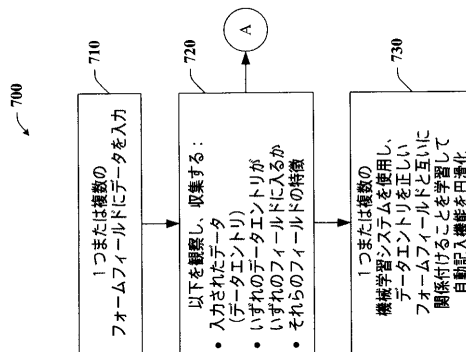 700
710
1つまたは複数の
フォームフィールドにデータを入力
720
以下を観察し、収集する：
• 入力されたデータ
(データエントリ)
• いずれのデータエントリが
いずれのフィールドに入るか
• それらのフィールドの特徴
A
730
1つまたは複数の
機械学習システムを使用し、
データエントリを正しい
フォームフィールドと互いに
関係付けることを学習して
自動記入機能を円滑化